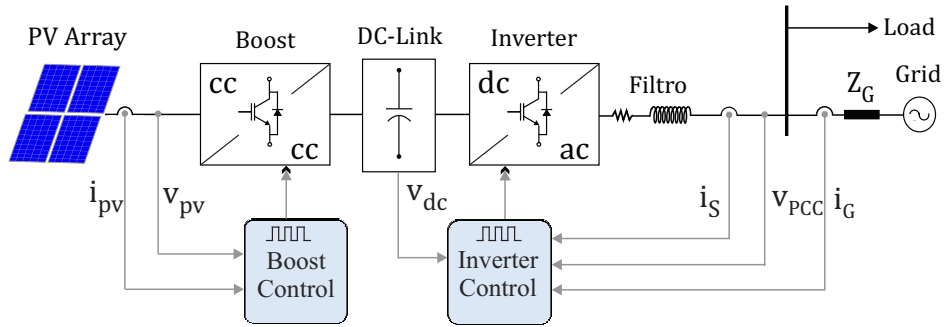 PV Array
Boost
DC-Link
Inverter
Load
Grid
cc
cc
dc
ac
Filtro
Z_G
i_pv
v_pv
v_dc
i_S
v_PCC
i_G
Boost
Control
Inverter
Control